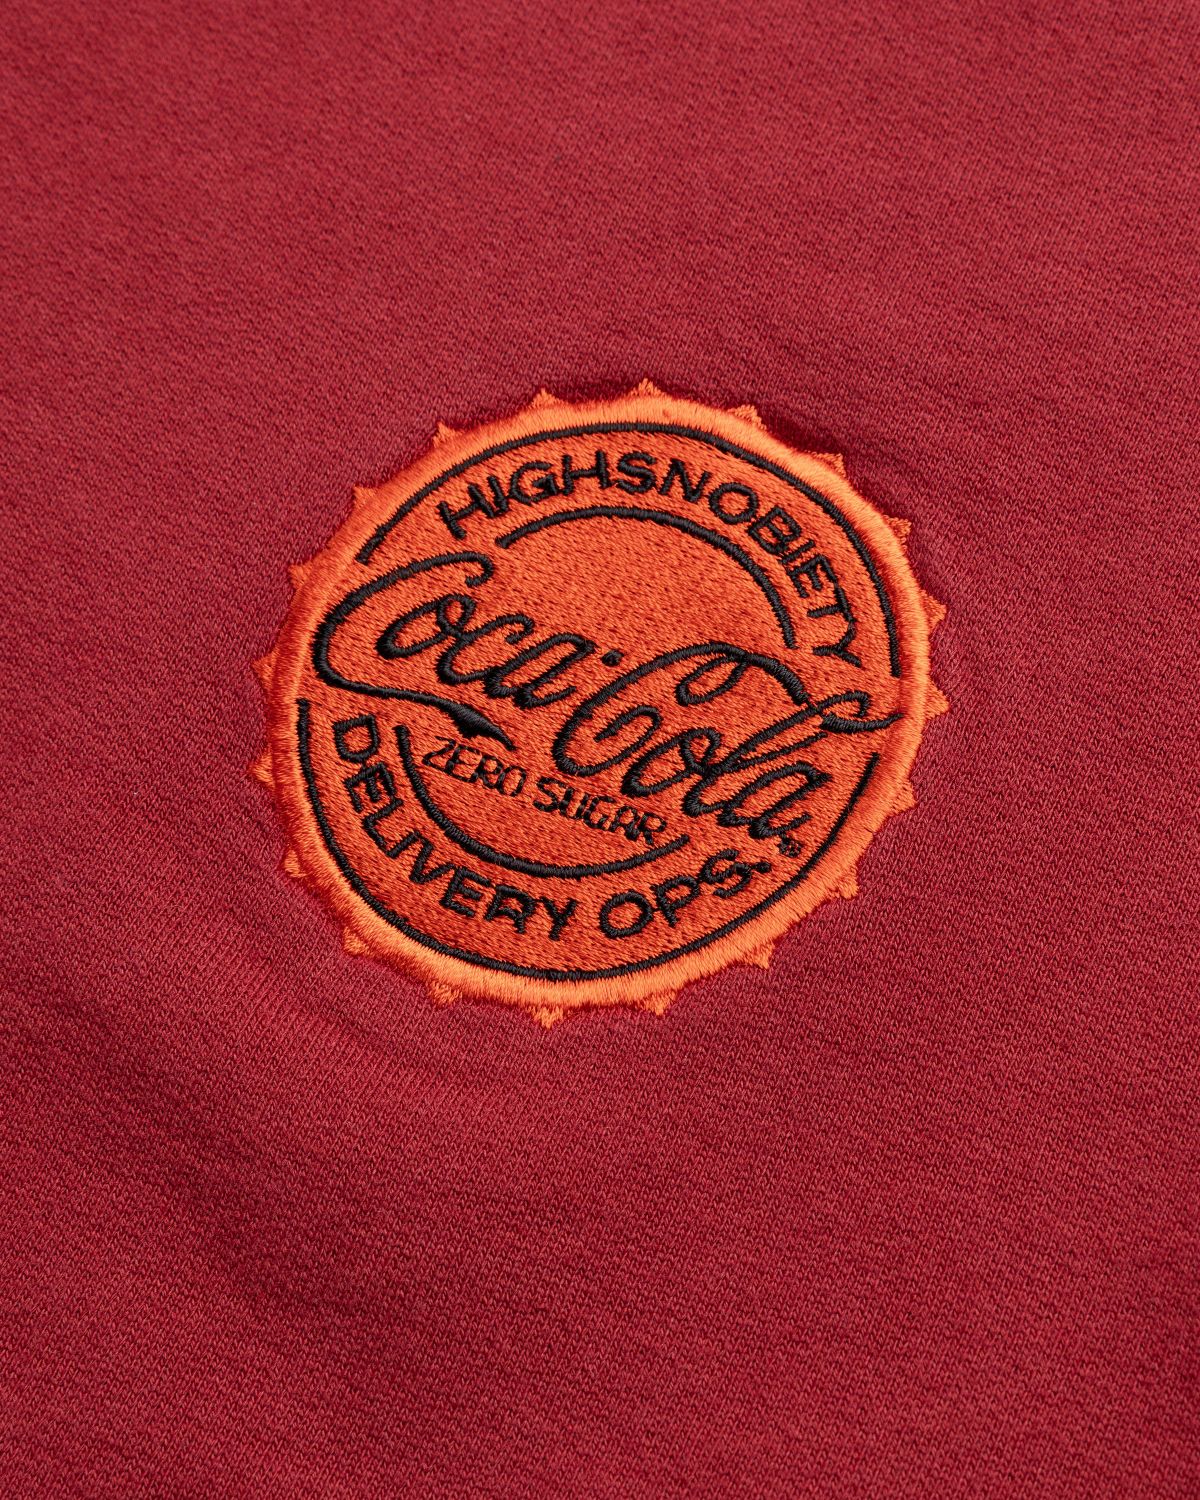 HIGHSNOBIETY
Coca-Cola
ZERO SUGAR
DELIVERY OPS.